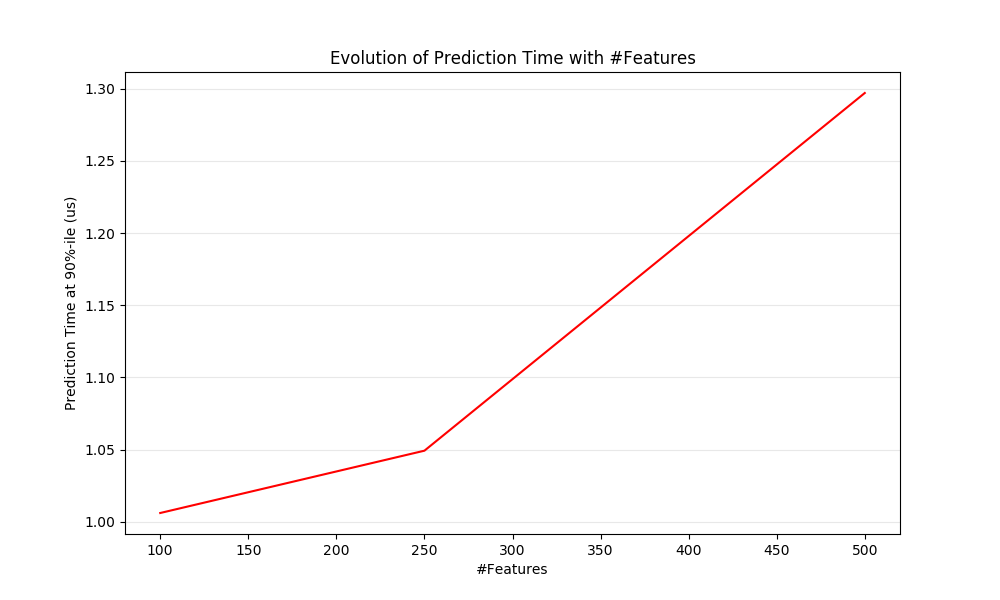 Evolution of Prediction Time with #Features
Prediction Time at 90%-ile (us)
1.30
1.25
1.20
1.15
1.10
1.05
1.00
100 150 200 250 300 350 400 450 500
#Features